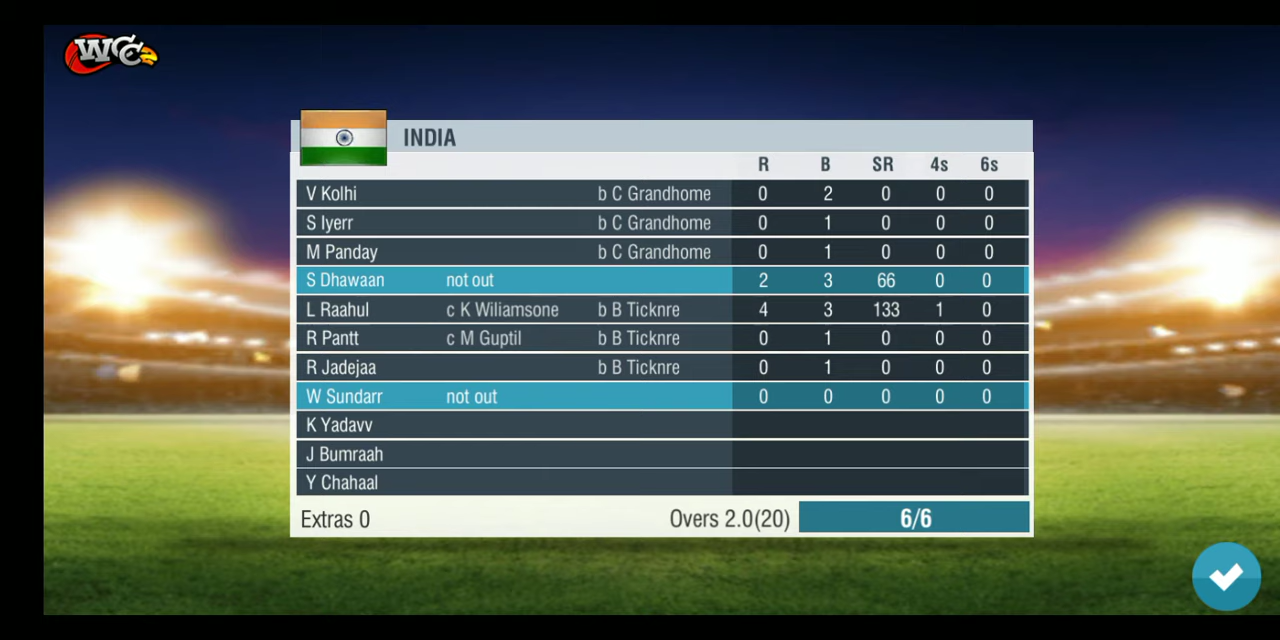 WCC2
INDIA
R B SR 4s 6s
V Kolhi b C Grandhome 0 2 0 0 0
S Iyerr b C Grandhome 0 1 0 0 0
M Panday b C Grandhome 0 1 0 0 0
S Dhawaan not out 2 3 66 0 0
L Raahul c K Wiliamsone b B Ticknre 4 3 133 1 0
R Pantt c M Guptil b B Ticknre 0 1 0 0 0
R Jadejaa b B Ticknre 0 1 0 0 0
W Sundarr not out 0 0 0 0 0
K Yadavv
J Bumraah
Y Chahaal
Extras 0 Overs 2.0(20) 6/6